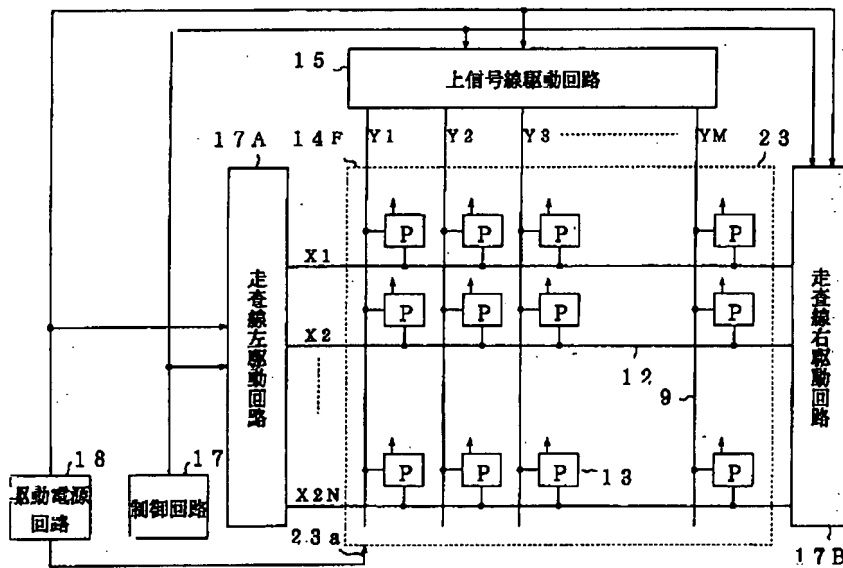 15
上信号線駆動回路
17A
14F
Y1
Y2
Y3
YM
23
P
P
P
P
X1
P
P
P
P
X2
12
9
走査線左駆動回路
走査線右駆動回路
18
17
P
P
P
P
13
駆動電源回路
制御回路
X2N
23a
17B